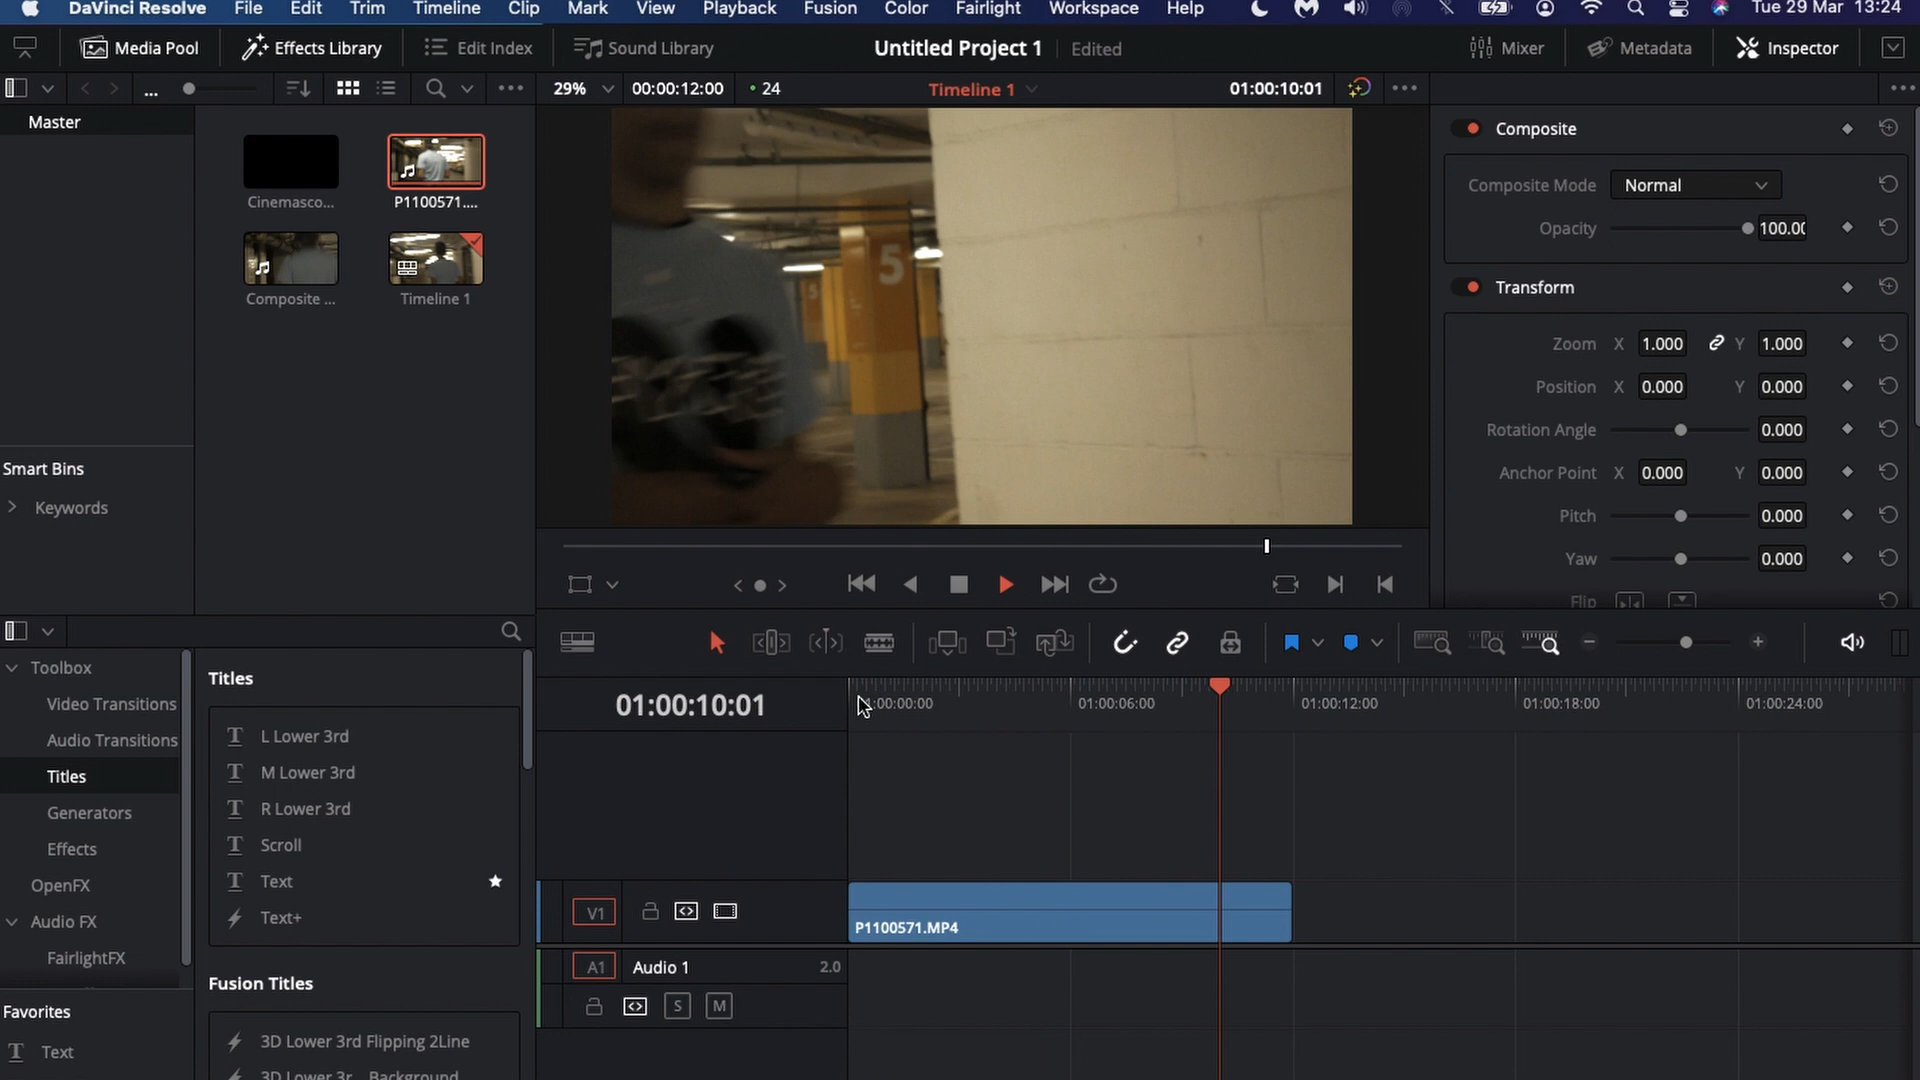 DaVinci Resolve File Edit Trim Timeline Clip Mark View Playback Fusion Color Fairlight Workspace Help Tue 29 Mar 13:24
Media Pool Effects Library Edit Index Sound Library Untitled Project 1 Edited Mixer Metadata Inspector
... 29% 00:00:12:00 24 Timeline 1 01:00:10:01
Master
Cinemasco...
P1100571....
Composite ...
Timeline 1
Smart Bins
Keywords
5
Composite
Composite Mode Normal
Opacity 100.00
Transform
Zoom X 1.000 Y 1.000
Position X 0.000 Y 0.000
Rotation Angle 0.000
Anchor Point X 0.000 Y 0.000
Pitch 0.000
Yaw 0.000
Flip
Toolbox
Video Transitions
Audio Transitions
Titles
Generators
Effects
OpenFX
Audio FX
FairlightFX
Favorites
Text
Titles
L Lower 3rd
M Lower 3rd
R Lower 3rd
Scroll
Text
Text+
Fusion Titles
3D Lower 3rd Flipping 2Line
3D Lower 3r... Background
01:00:10:01
:00:00:00 01:00:06:00 01:00:12:00 01:00:18:00 01:00:24:00
V1
P1100571.MP4
A1 Audio 1 2.0
S M